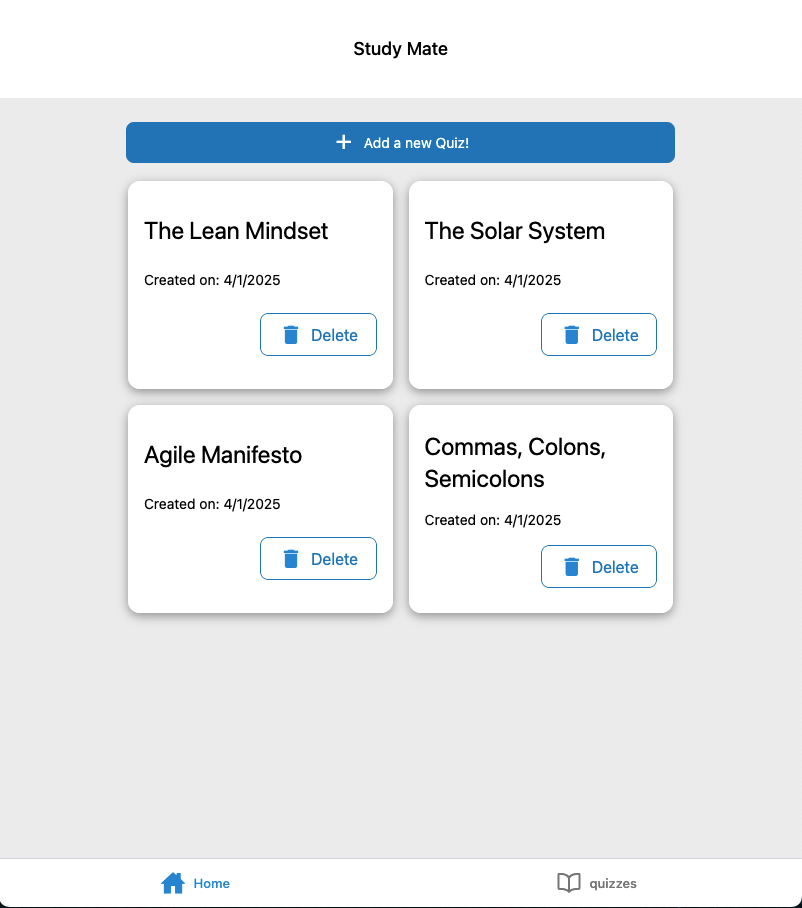 Study Mate
Add a new Quiz!
The Lean Mindset
Created on: 4/1/2025
Delete
The Solar System
Created on: 4/1/2025
Delete
Agile Manifesto
Created on: 4/1/2025
Delete
Commas, Colons,
Semicolons
Created on: 4/1/2025
Delete
Home
quizzes